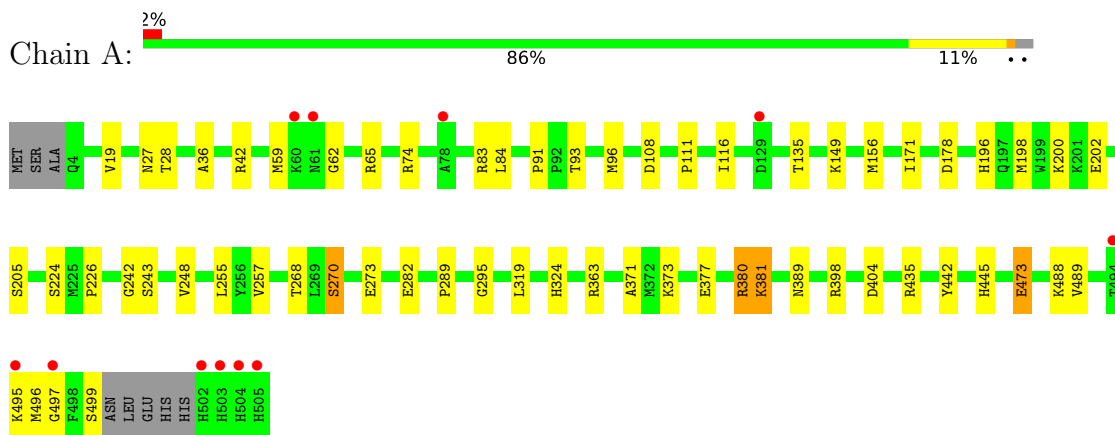 2%
Chain A:
86% 11% • •
MET SER ALA Q4 V19 N27 T28 A36 R42 M59 K60 N61 G62 R65 R74 A78 R83 L84 P91 P92 T93 M96 D108 P111 I116 D129 T135 K149 M156 I171 D178 H196 Q197 M198 W199 K200 K201 E202
S205 S224 M225 P226 G242 S243 V248 L255 Y256 V257 T268 L269 S270 E273 E282 P289 G295 L319 H324 R363 A371 M372 K373 E377 R380 K381 N389 R398 D404 R435 Y442 H445 E473 K488 V489 T494
K495 M496 G497 F498 S499 ASN LEU GLU HIS HIS H502 H503 H504 H505